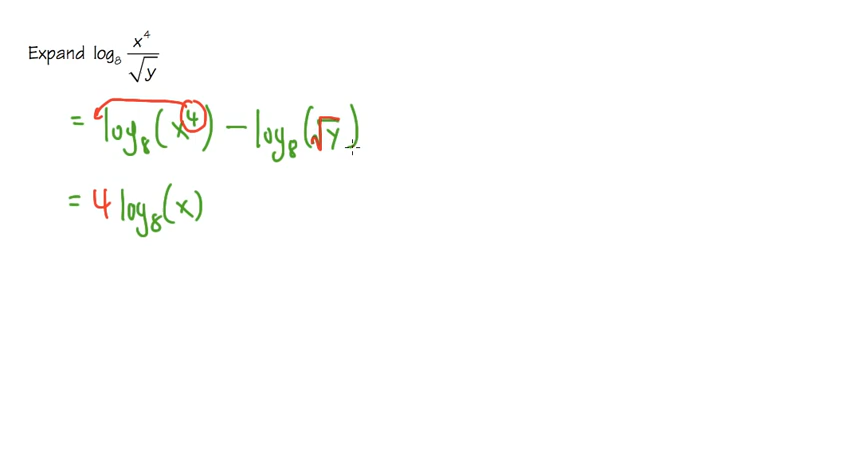 Expand log₈ x⁴/√y
= log₈(x⁴) − log₈(√y)
= 4 log₈(x)